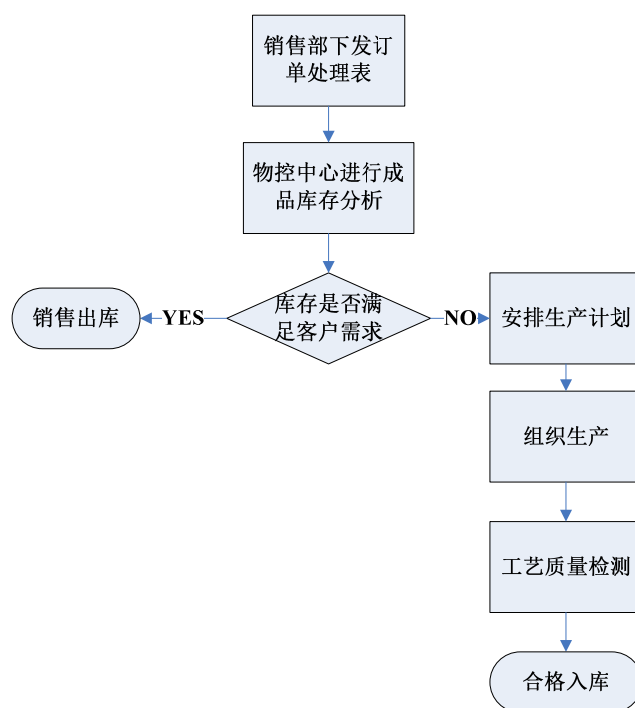 销售部下发订
单处理表
物控中心进行成
品库存分析
库存是否满
足客户需求
销售出库
YES
NO
安排生产计划
组织生产
工艺质量检测
合格入库